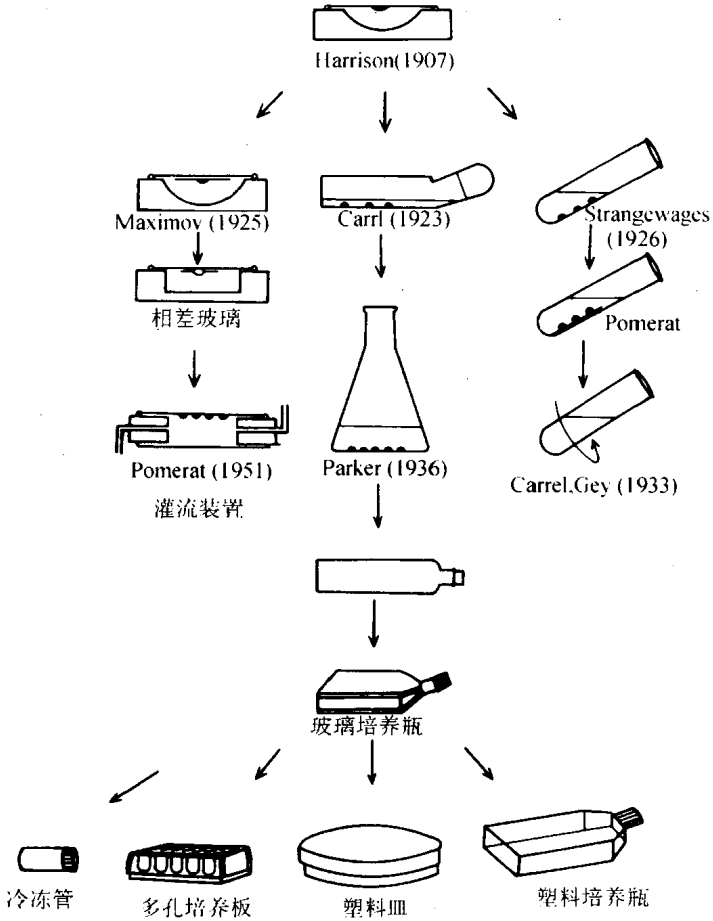 Harrison(1907)
Maximov (1925)
Carrl (1923)
Strangewages
(1926)
相差玻璃
Pomerat
Pomerat (1951)
灌流装置
Parker (1936)
Carrel,Gey (1933)
玻璃培养瓶
冷冻管
多孔培养板
塑料皿
塑料培养瓶